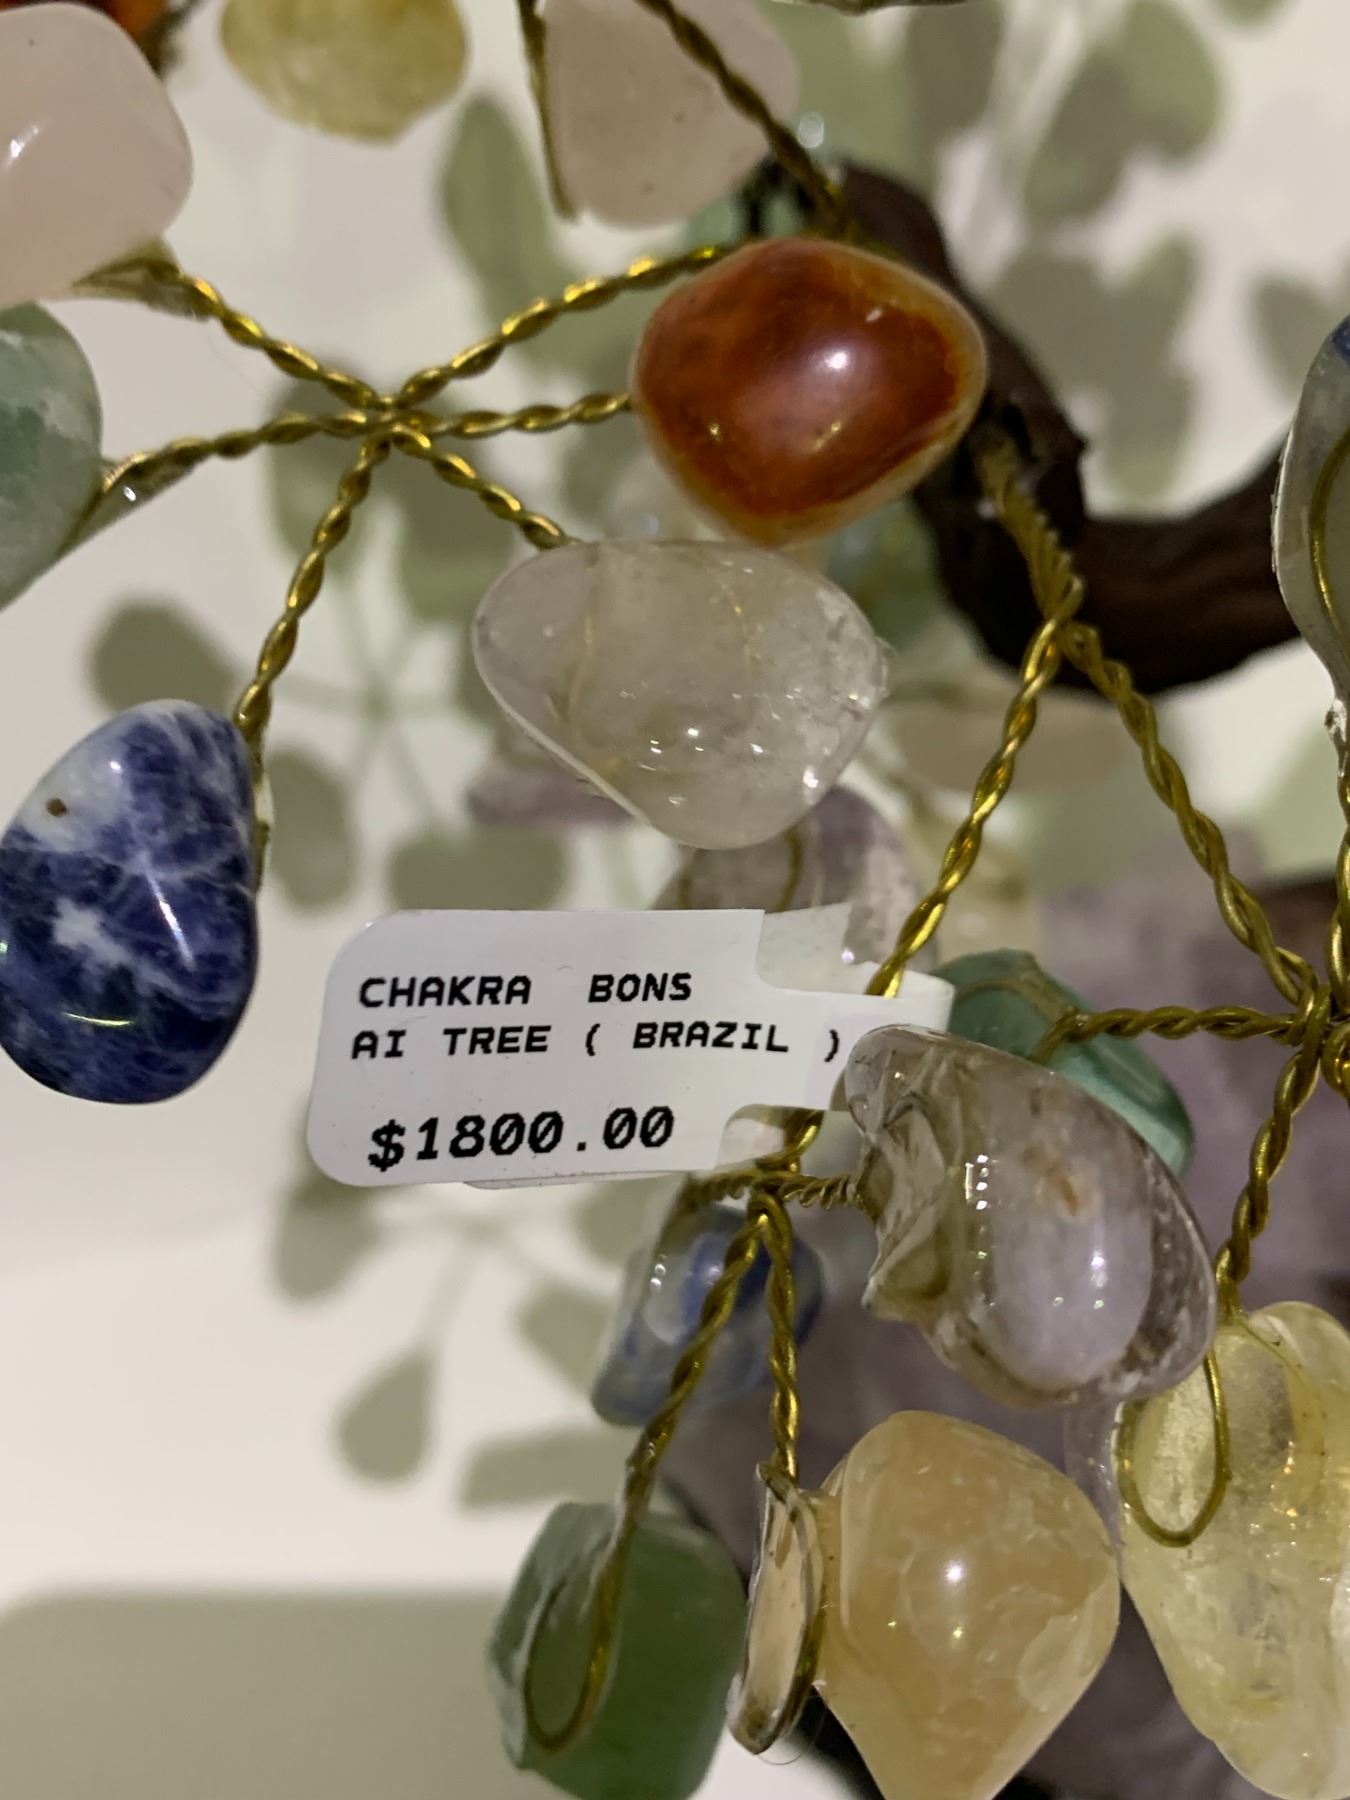 CHAKRA BONS
AI TREE ( BRAZIL )
$1800.00